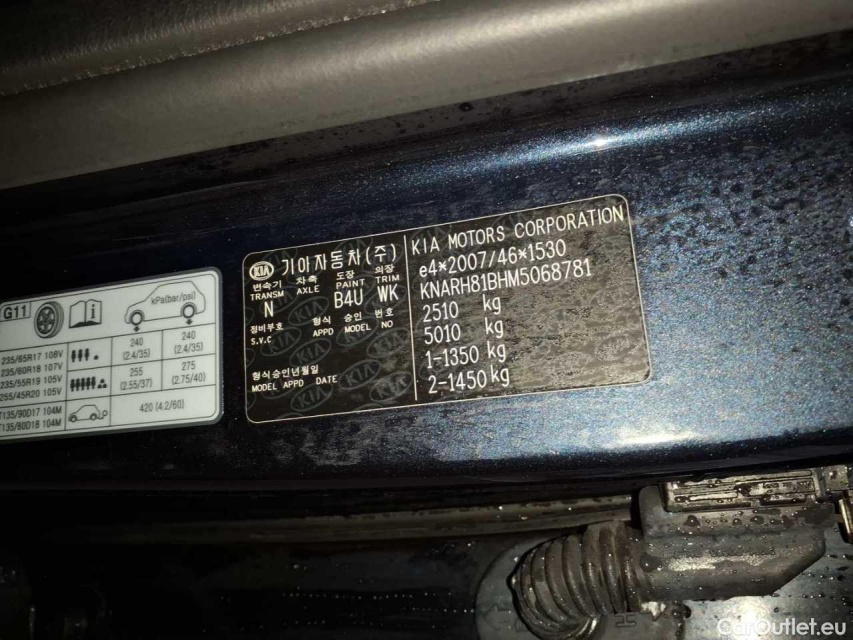 KIA 기아자동차(주)
변속기 차축 도장 의장
TRANSM AXLE PAINT TRIM
N B4U WK
정비부호 형식 승인 번호
S.V.C APPD MODEL NO
형식승인년월일
MODEL APPD DATE
KIA MOTORS CORPORATION
e4*2007/46*1530
KNARH81BHM5068781
2510 kg
5010 kg
1-1350 kg
2-1450 kg
G11 i kPa(bar/psi)
235/65R17 108V
235/60R18 107V
235/55R19 105V
255/45R20 105V
240 (2.4/35) 240 (2.4/35)
255 (2.55/37) 275 (2.75/40)
T135/90D17 104M
T135/80D18 104M
420 (4.2/60)
25
CarOutlet.eu